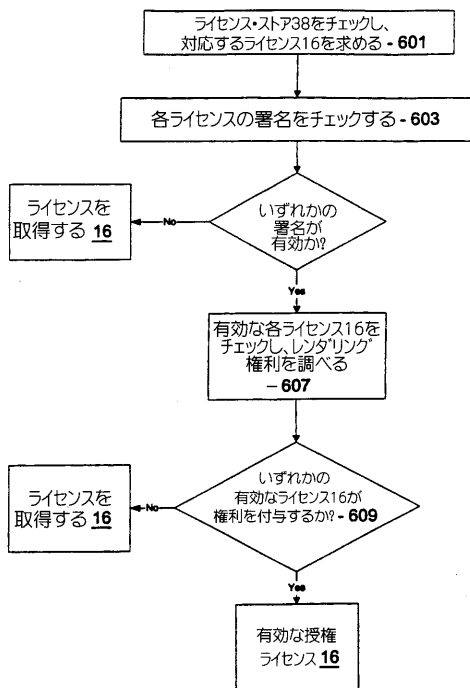 ライセンス・ストア38をチェックし、
対応するライセンス16を求める - 601
各ライセンスの署名をチェックする - 603
いずれかの
署名が
有効か?
No
ライセンスを
取得する 16
Yes
有効な各ライセンス16を
チェックし、レンダリング
権利を調べる
- 607
いずれかの
有効なライセンス16が
権利を付与するか? - 609
No
ライセンスを
取得する 16
Yes
有効な授権
ライセンス 16